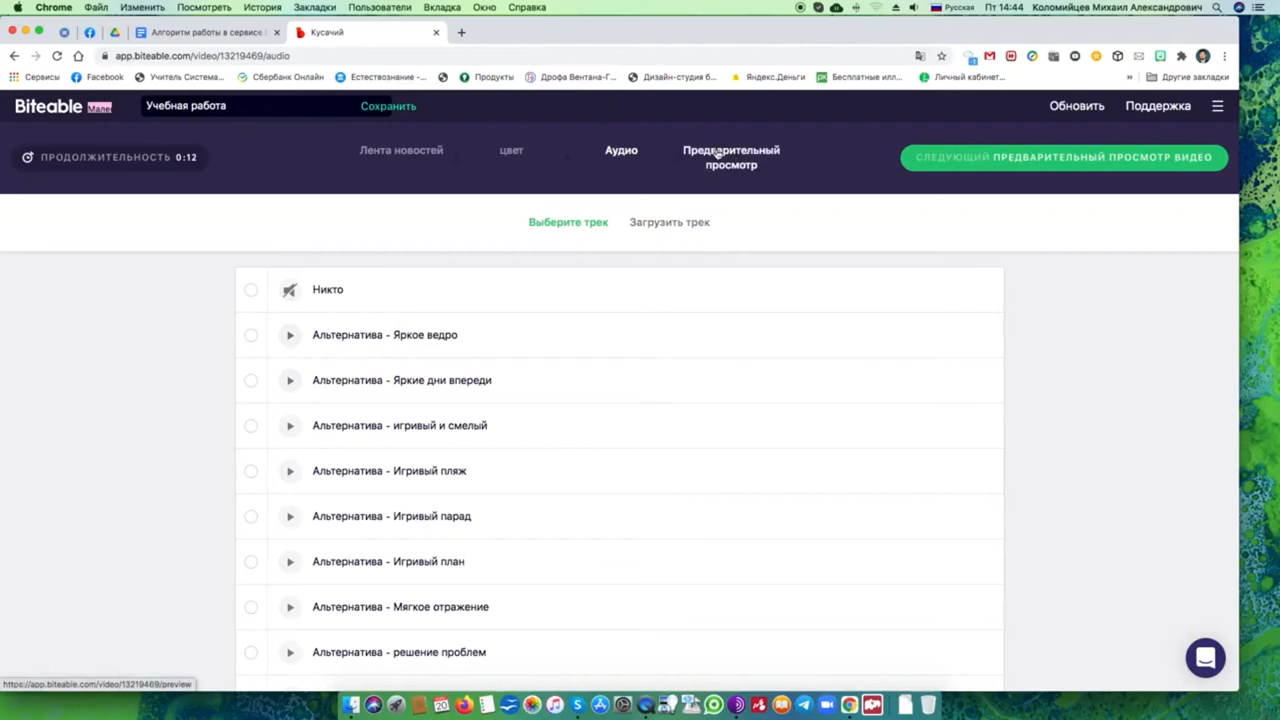 Chrome Файл Изменить Посмотреть История Закладки Пользователи Вкладка Окно Справка Русская Пт 14:44 Коломийцев Михаил Александрович
Алгоритм работы в сервисе Кусачий
app.biteable.com/video/13219469/audio
Сервисы Facebook Учитель Система... Сбербанк Онлайн Естествознание -... Продукты Дрофа Вентана-Г... Дизайн-студия б... Яндекс.Деньги Бесплатные илл... Личный кабинет... » Другие закладки
Biteable Мале Учебная работа Сохранить Обновить Поддержка
ПРОДОЛЖИТЕЛЬНОСТЬ 0:12 Лента новостей цвет Аудио Предварительный просмотр СЛЕДУЮЩИЙ ПРЕДВАРИТЕЛЬНЫЙ ПРОСМОТР ВИДЕО
Выберите трек Загрузить трек
Никто
Альтернатива - Яркое ведро
Альтернатива - Яркие дни впереди
Альтернатива - игривый и смелый
Альтернатива - Игривый пляж
Альтернатива - Игривый парад
Альтернатива - Игривый план
Альтернатива - Мягкое отражение
Альтернатива - решение проблем
https://app.biteable.com/video/13219469/preview
20